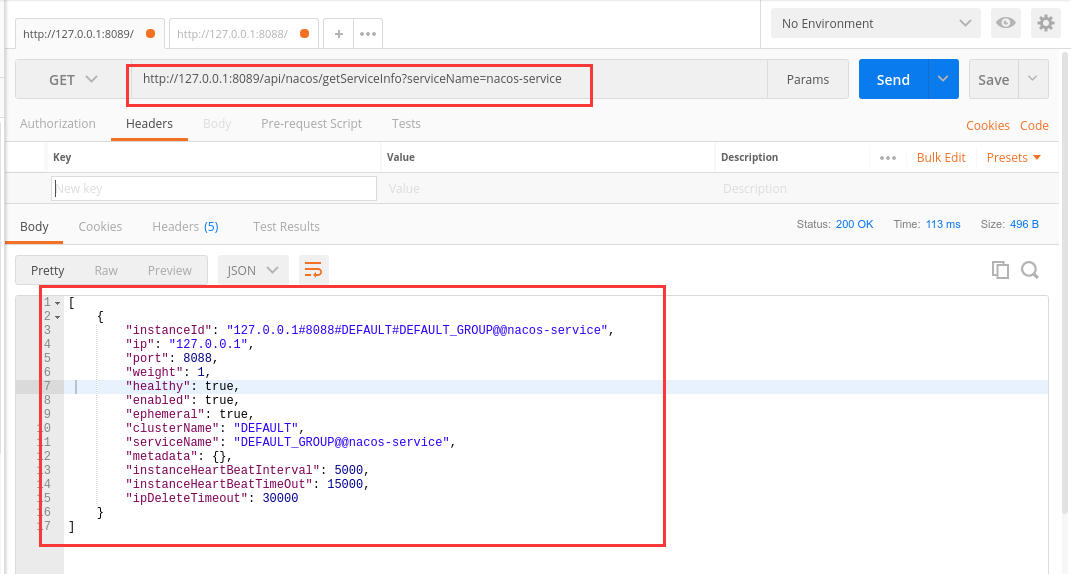 http://127.0.0.1:8089/ http://127.0.0.1:8088/ + ••• No Environment
GET http://127.0.0.1:8089/api/nacos/getServiceInfo?serviceName=nacos-service Params Send Save
Authorization Headers Body Pre-request Script Tests Cookies Code
Key Value Description ••• Bulk Edit Presets
New key Value Description
Body Cookies Headers (5) Test Results Status: 200 OK Time: 113 ms Size: 496 B
Pretty Raw Preview JSON
1 [
2 {
3 "instanceId": "127.0.0.1#8088#DEFAULT#DEFAULT_GROUP@@nacos-service",
4 "ip": "127.0.0.1",
5 "port": 8088,
6 "weight": 1,
7 "healthy": true,
8 "enabled": true,
9 "ephemeral": true,
10 "clusterName": "DEFAULT",
11 "serviceName": "DEFAULT_GROUP@@nacos-service",
12 "metadata": {},
13 "instanceHeartBeatInterval": 5000,
14 "instanceHeartBeatTimeOut": 15000,
15 "ipDeleteTimeout": 30000
16 }
17 ]